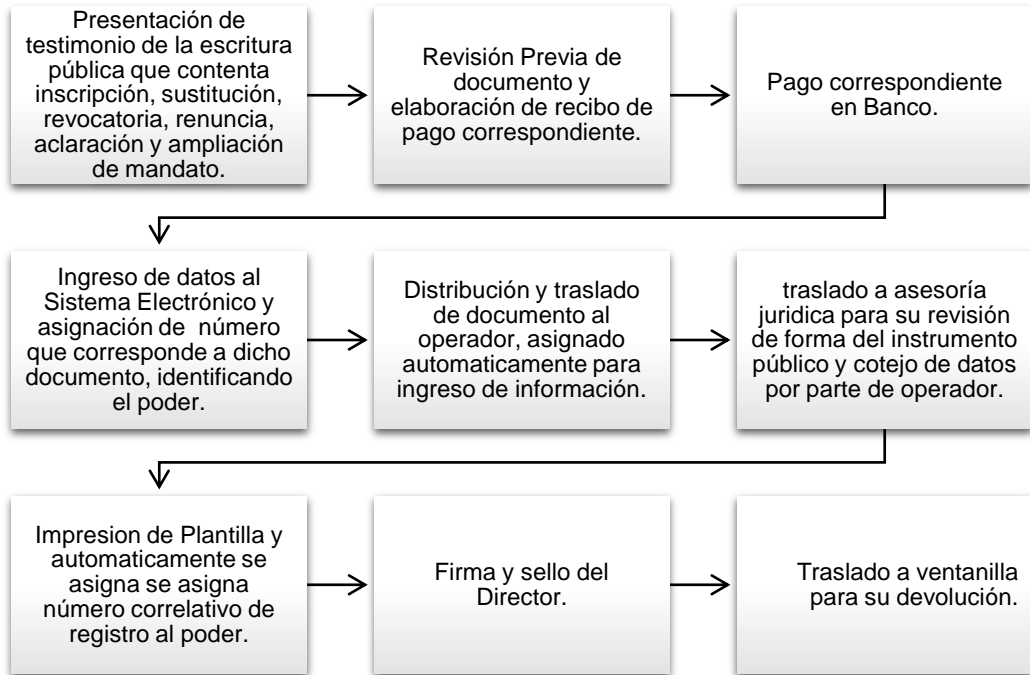 Presentación de
testimonio de la escritura
pública que contenta
inscripción, sustitución,
revocatoria, renuncia,
aclaración y ampliación
de mandato.
Revisión Previa de
documento y
elaboración de recibo de
pago correspondiente.
Pago correspondiente
en Banco.
Ingreso de datos al
Sistema Electrónico y
asignación de número
que corresponde a dicho
documento, identificando
el poder.
Distribución y traslado
de documento al
operador, asignado
automaticamente para
ingreso de información.
traslado a asesoría
juridica para su revisión
de forma del instrumento
público y cotejo de datos
por parte de operador.
Impresion de Plantilla y
automaticamente se
asigna se asigna
número correlativo de
registro al poder.
Firma y sello del
Director.
Traslado a ventanilla
para su devolución.